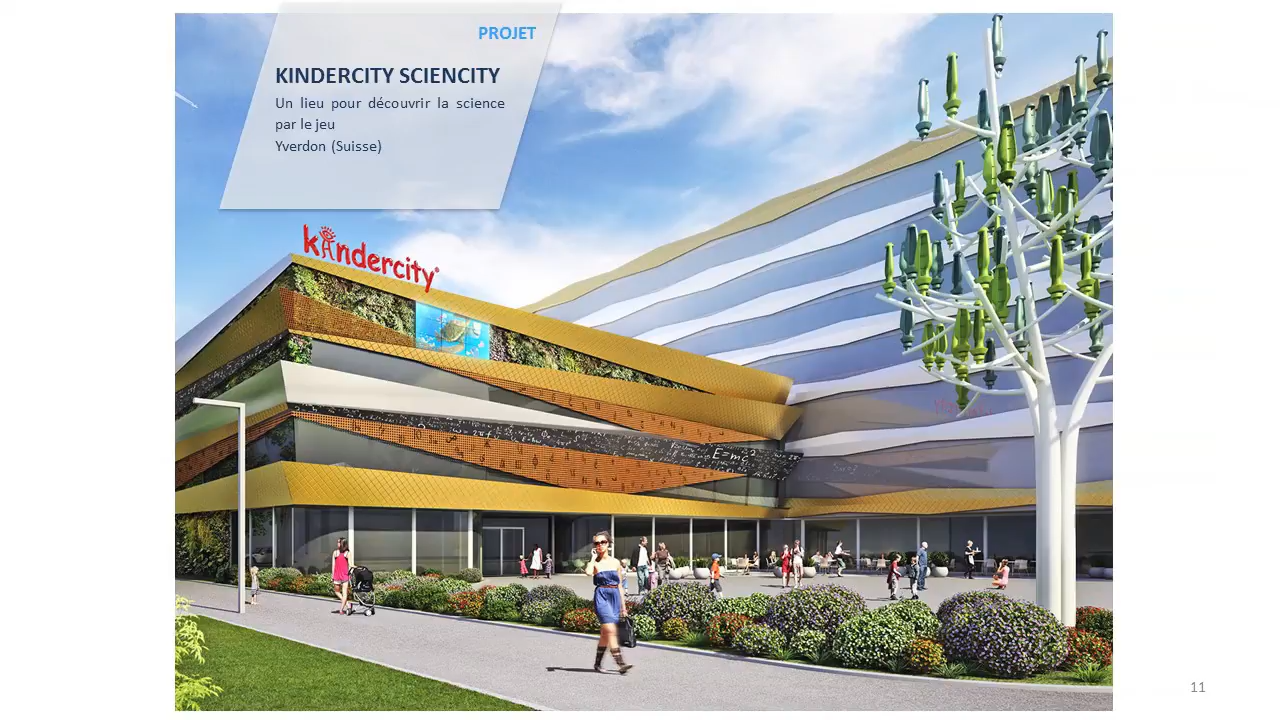 PROJET
KINDERCITY SCIENCITY
Un lieu pour découvrir la science
par le jeu
Yverdon (Suisse)
kindercity®
E=mc²
11